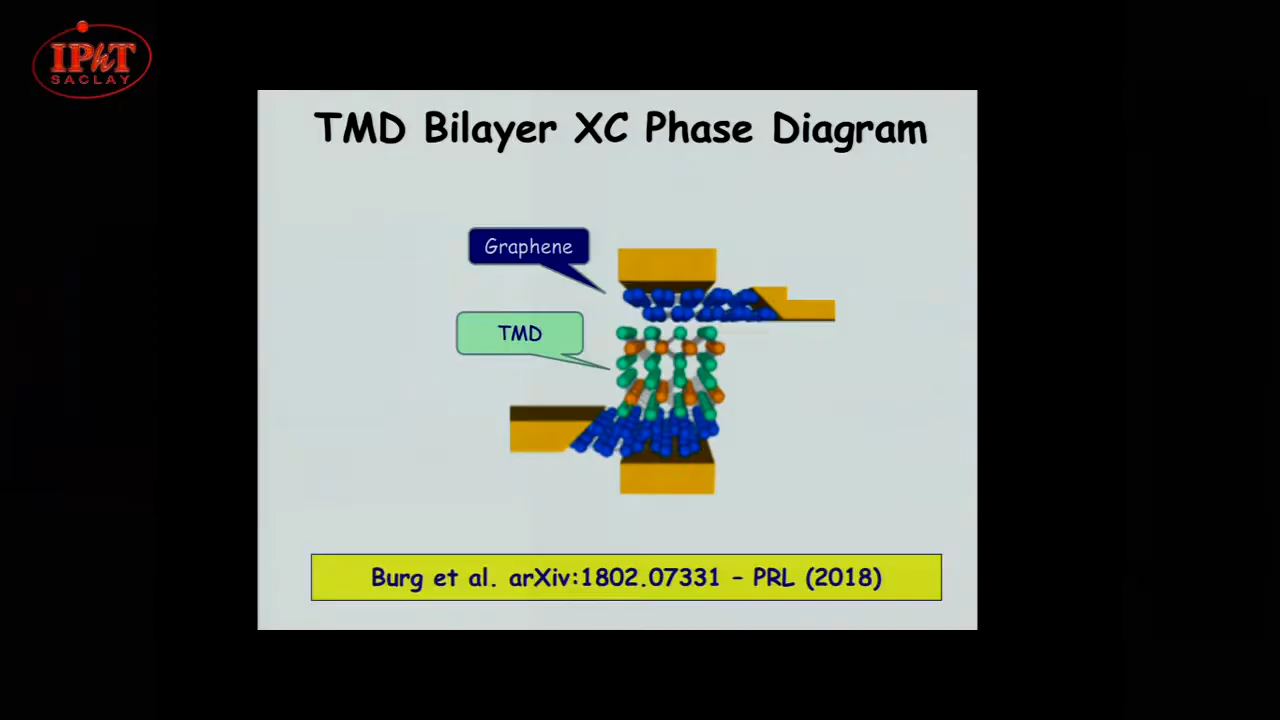 IPhT
SACLAY
TMD Bilayer XC Phase Diagram
Graphene
TMD
Burg et al. arXiv:1802.07331 – PRL (2018)